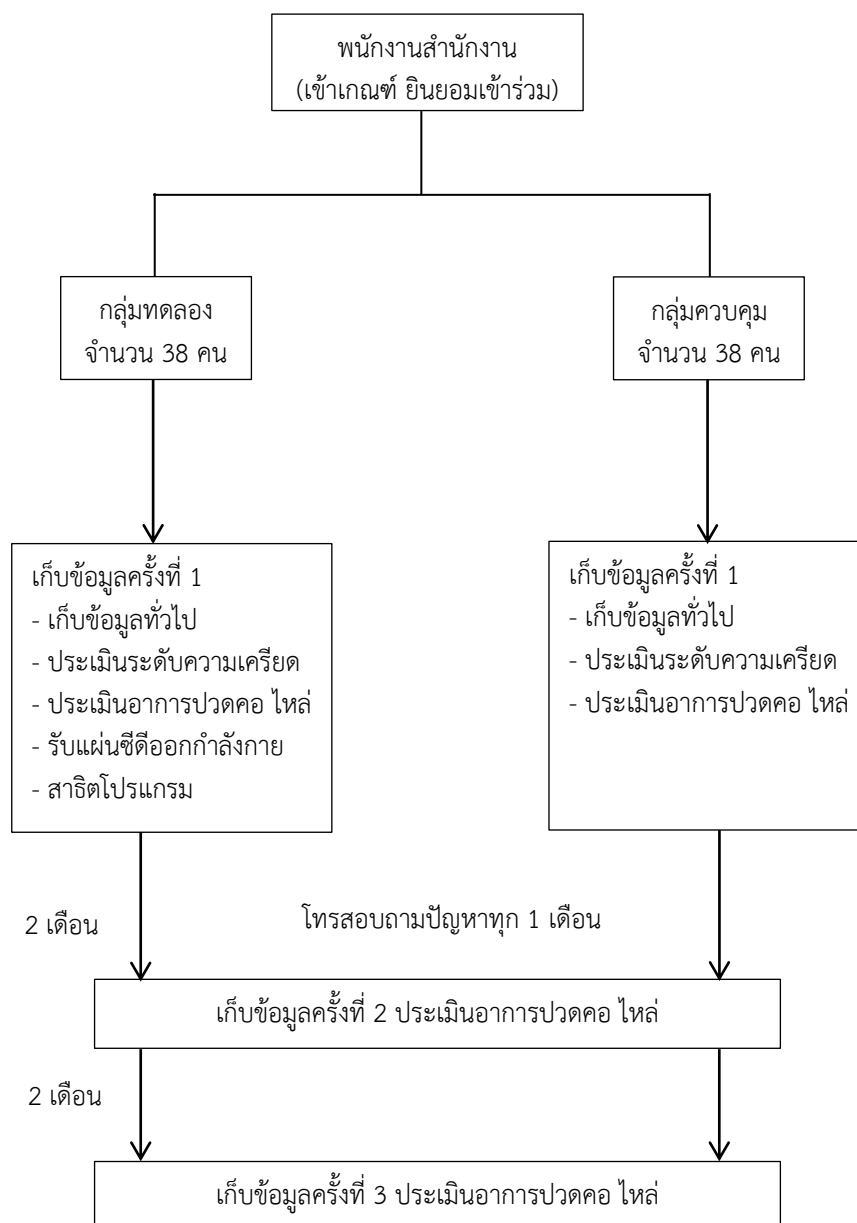 พนักงานสำนักงาน
(เข้าเกณฑ์ ยินยอมเข้าร่วม)
กลุ่มทดลอง
จำนวน 38 คน
กลุ่มควบคุม
จำนวน 38 คน
เก็บข้อมูลครั้งที่ 1
- เก็บข้อมูลทั่วไป
- ประเมินระดับความเครียด
- ประเมินอาการปวดคอ ไหล่
- รับแผ่นซีดีออกกำลังกาย
- สาธิตโปรแกรม
เก็บข้อมูลครั้งที่ 1
- เก็บข้อมูลทั่วไป
- ประเมินระดับความเครียด
- ประเมินอาการปวดคอ ไหล่
2 เดือน
โทรสอบถามปัญหาทุก 1 เดือน
เก็บข้อมูลครั้งที่ 2 ประเมินอาการปวดคอ ไหล่
2 เดือน
เก็บข้อมูลครั้งที่ 3 ประเมินอาการปวดคอ ไหล่